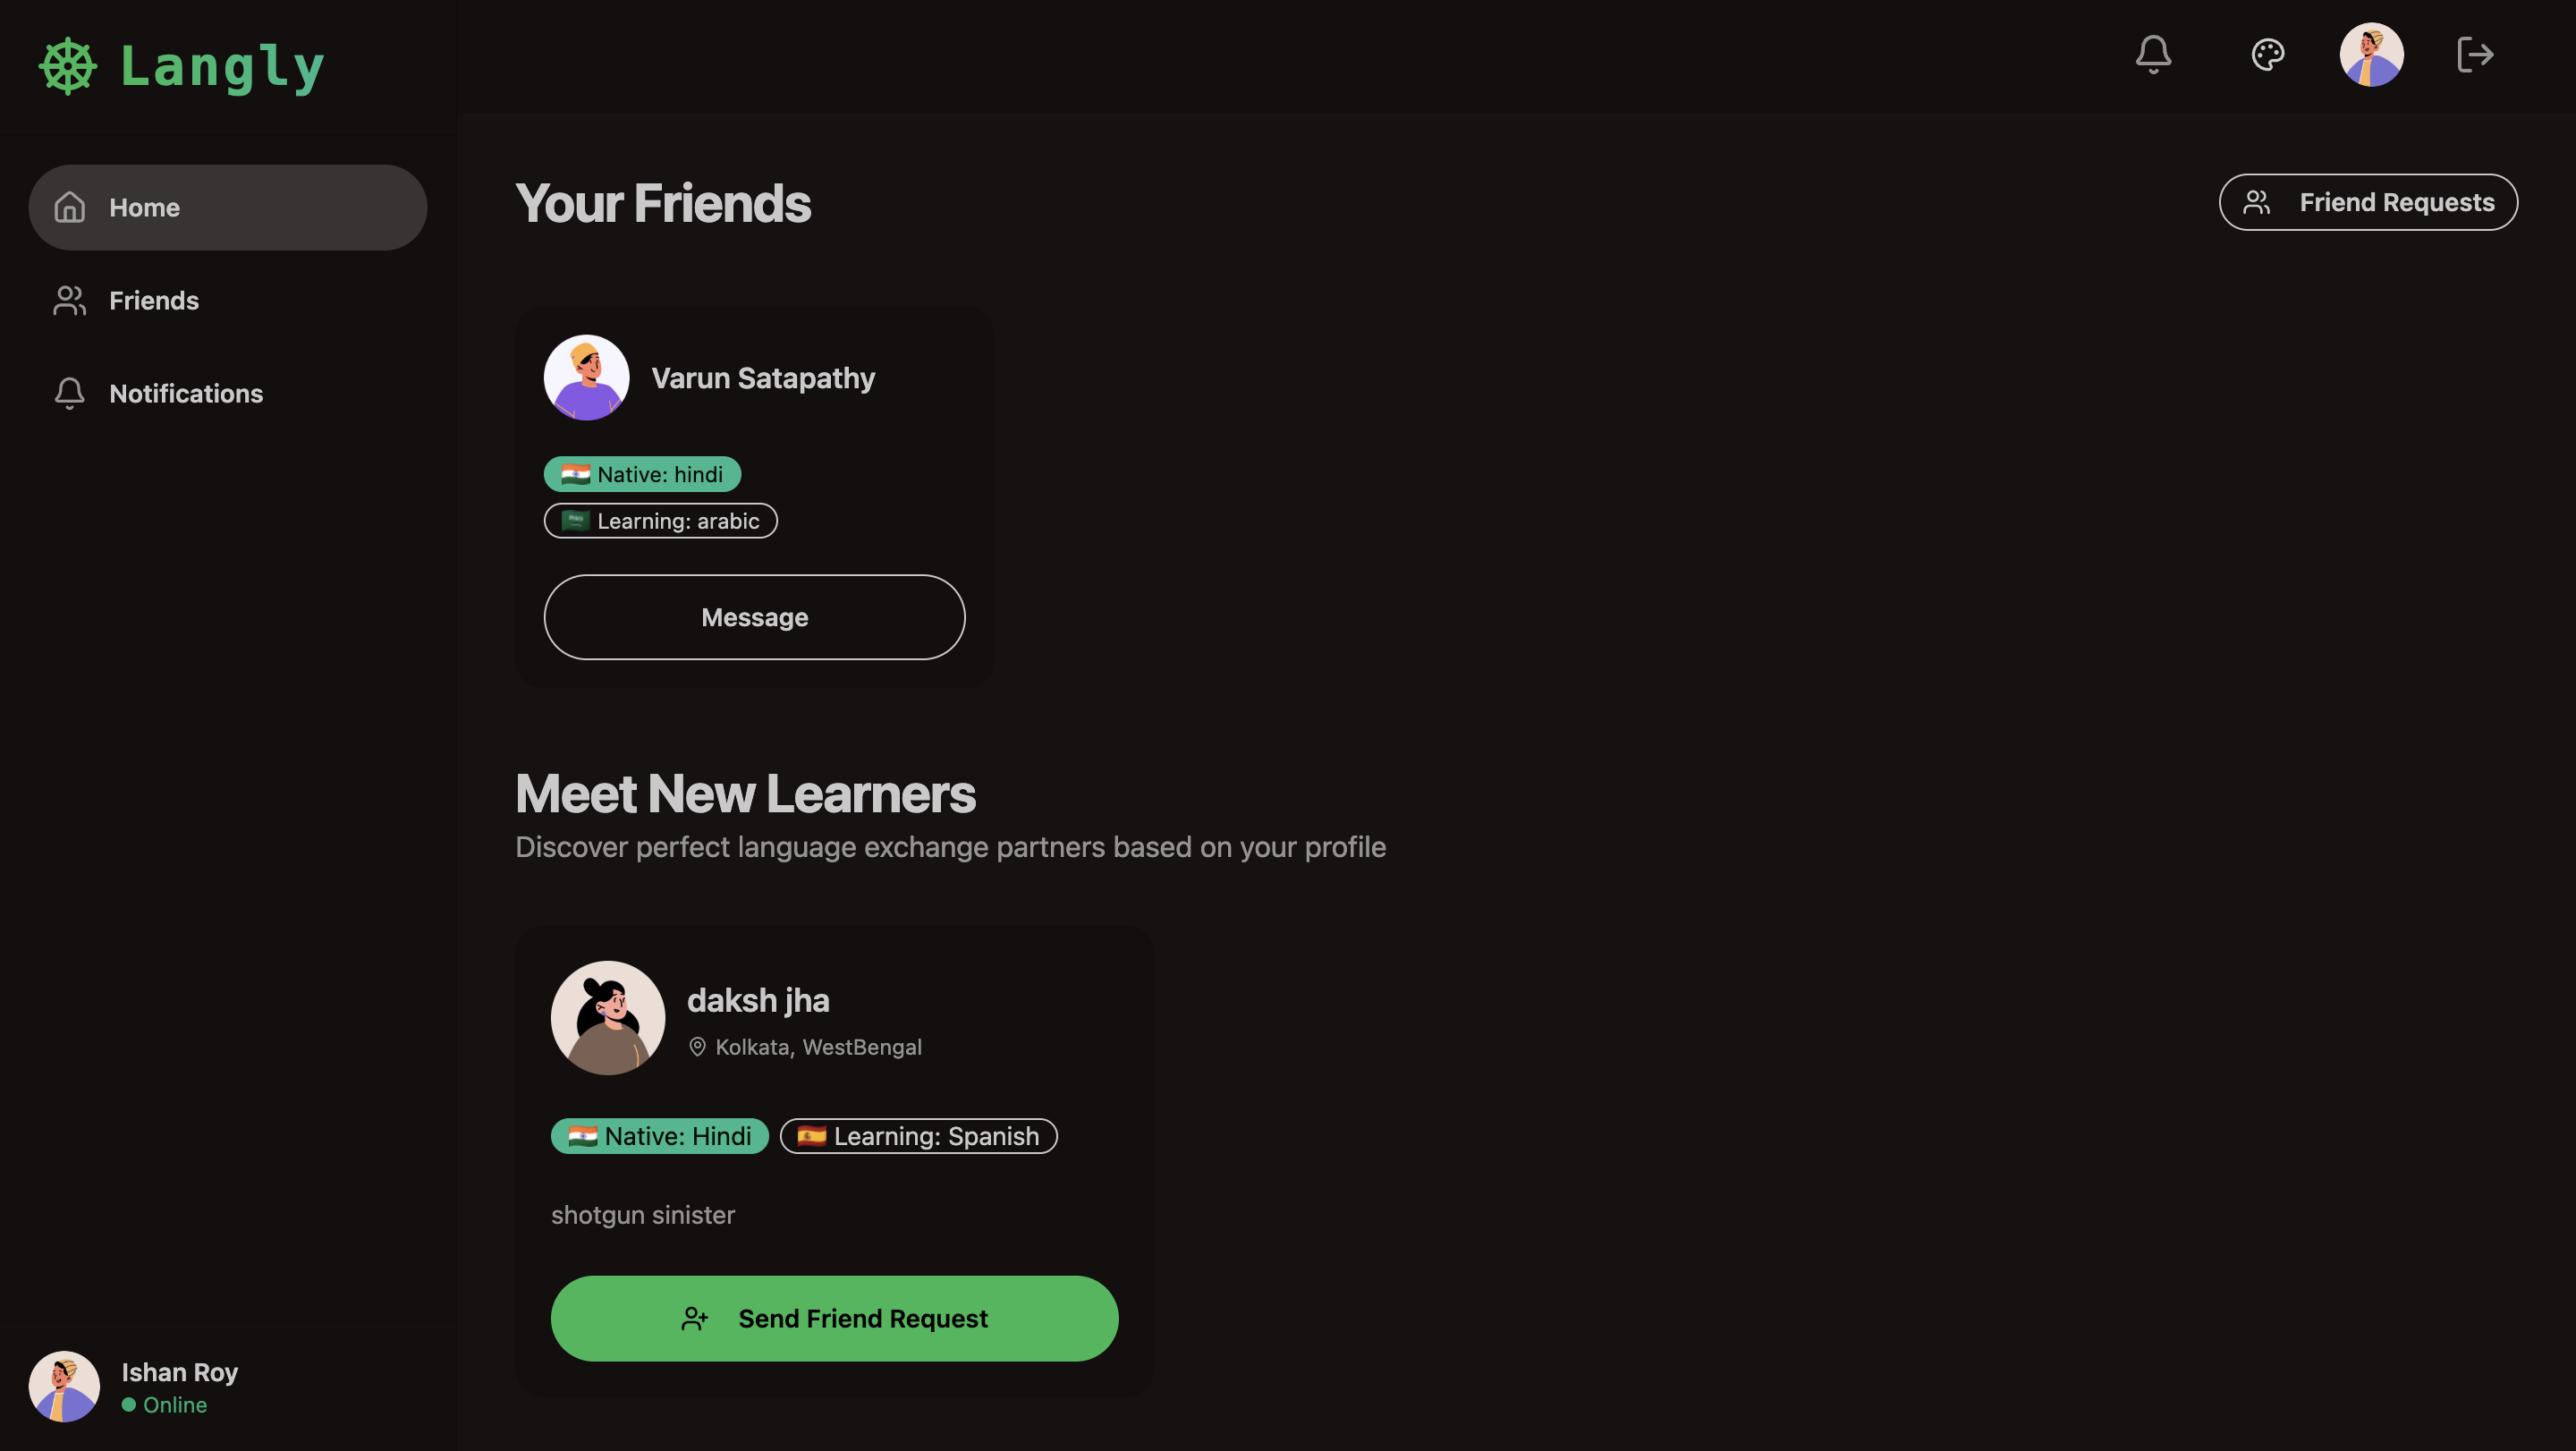 Langly
Home
Friends
Notifications
Your Friends
Friend Requests
Varun Satapathy
Native: hindi
Learning: arabic
Message
Meet New Learners
Discover perfect language exchange partners based on your profile
daksh jha
Kolkata, WestBengal
Native: Hindi
Learning: Spanish
shotgun sinister
Send Friend Request
Ishan Roy
Online